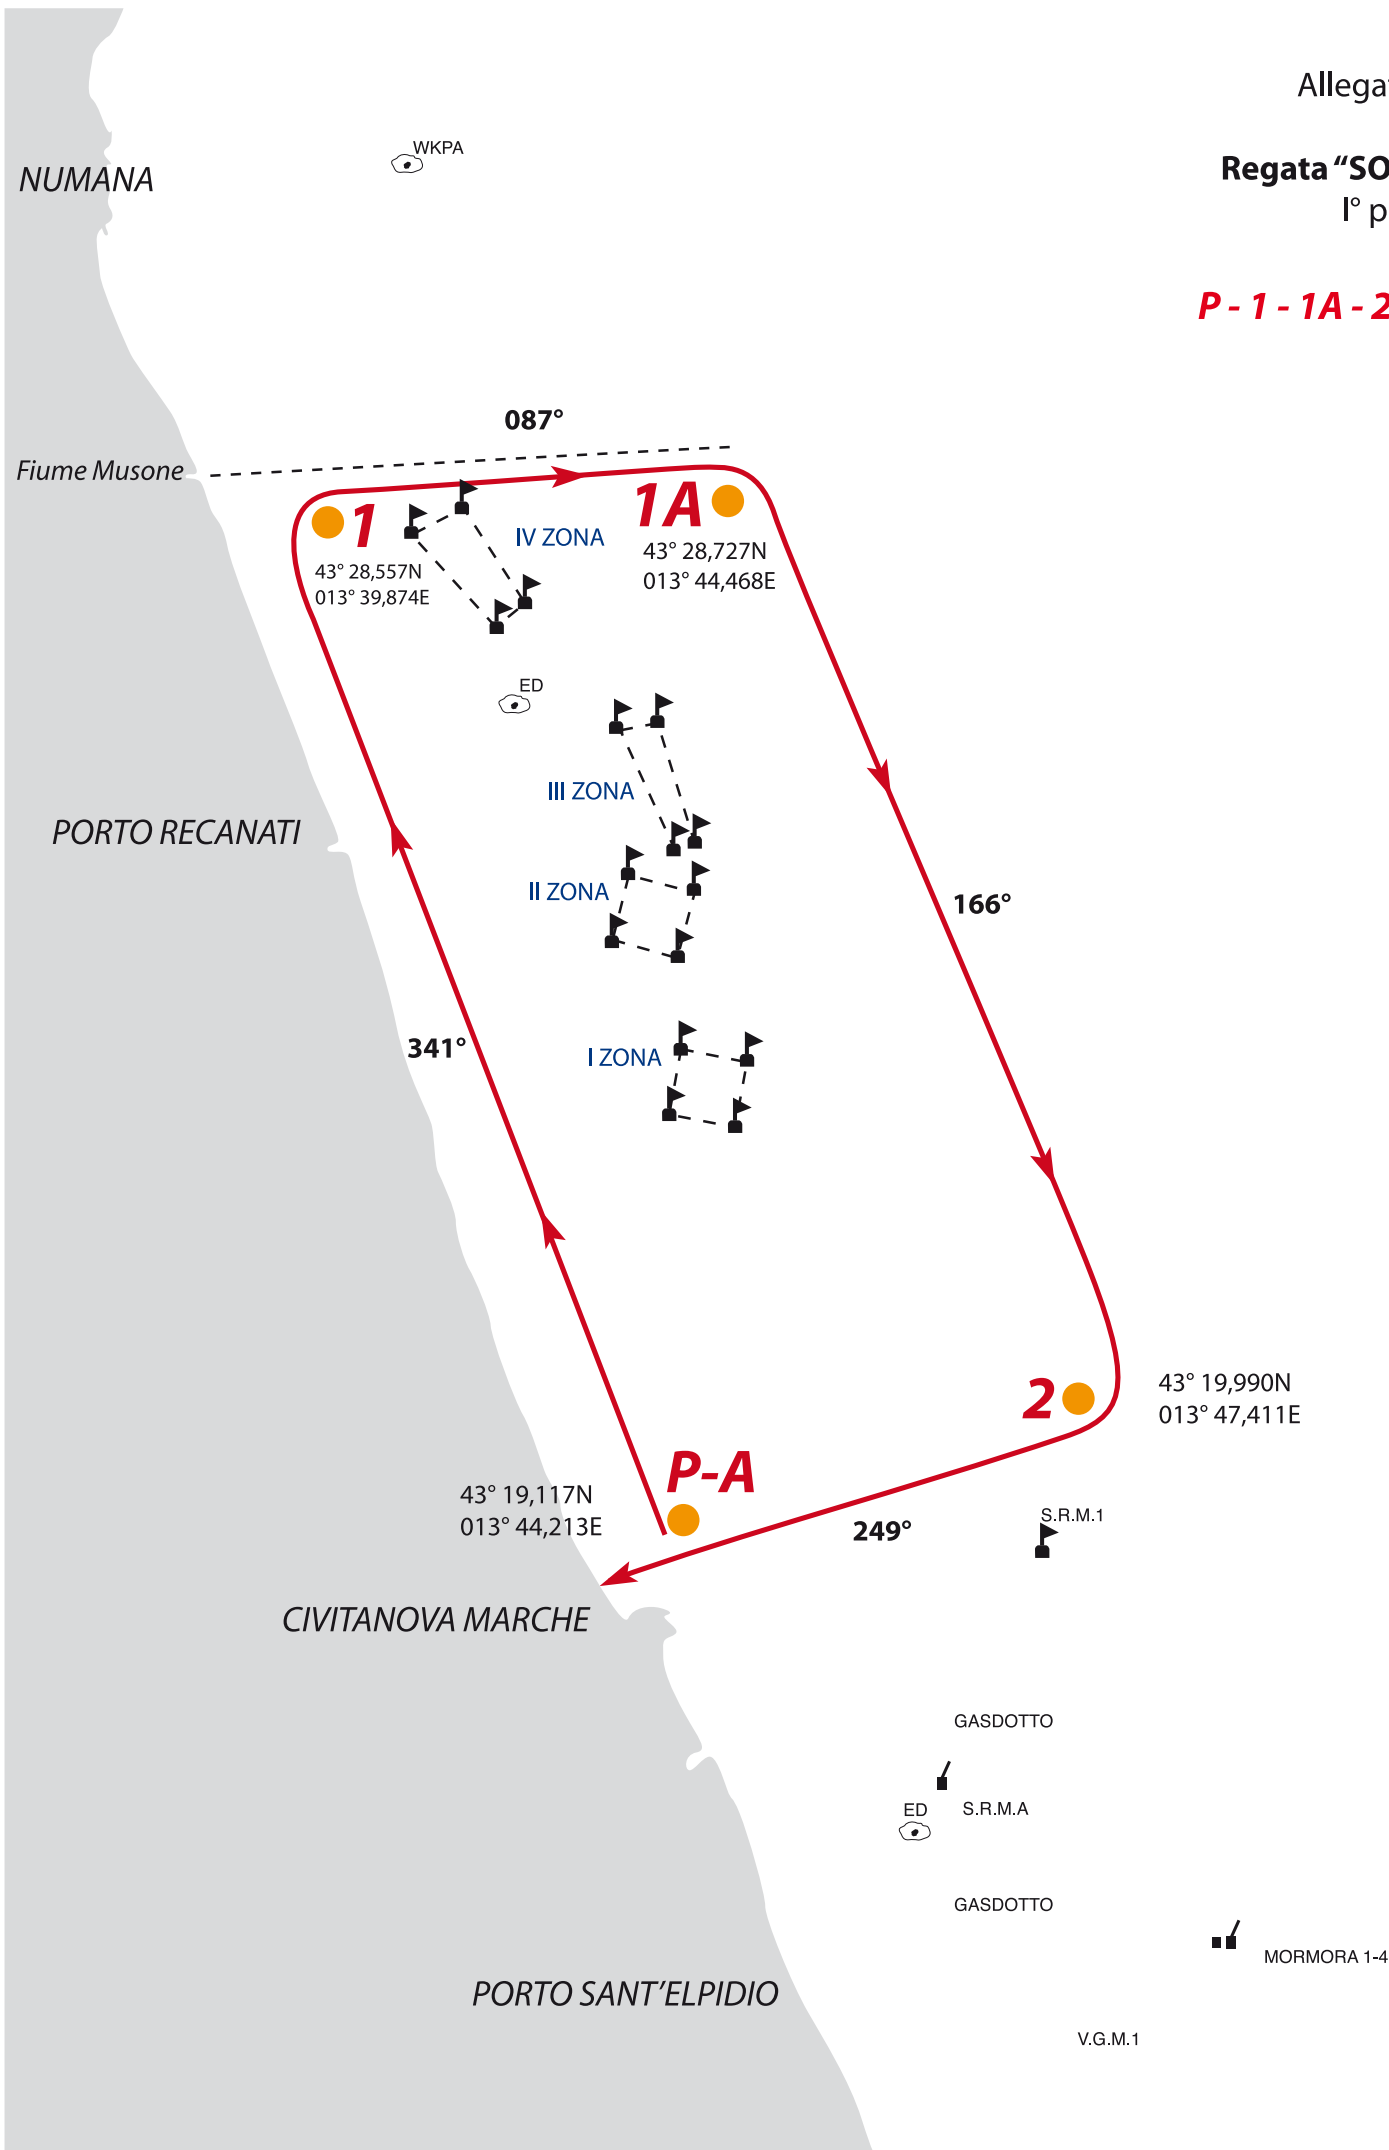 Allega
WKPA
NUMANA
Regata “SO
I° p
P - 1 - 1A - 2
087°
Fiume Musone
1
1A
IV ZONA
43° 28,727N
013° 44,468E
43° 28,557N
013° 39,874E
ED
III ZONA
PORTO RECANATI
II ZONA
166°
341°
I ZONA
2
43° 19,990N
013° 47,411E
P-A
43° 19,117N
013° 44,213E
S.R.M.1
249°
CIVITANOVA MARCHE
GASDOTTO
ED
S.R.M.A
GASDOTTO
MORMORA 1-4
PORTO SANT’ELPIDIO
V.G.M.1